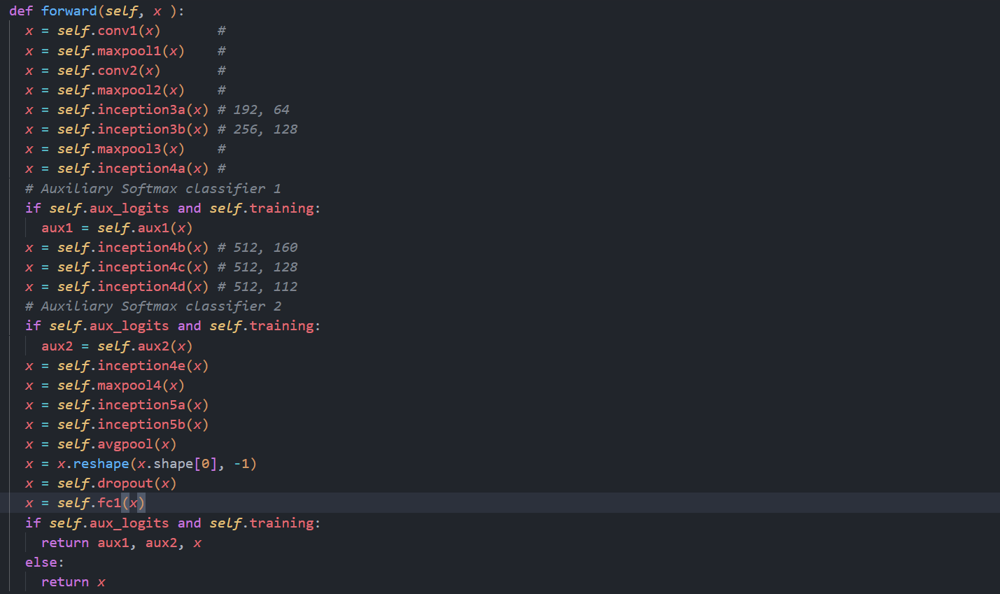 def forward(self, x ):
  x = self.conv1(x)       #
  x = self.maxpool1(x)    #
  x = self.conv2(x)       #
  x = self.maxpool2(x)    #
  x = self.inception3a(x) # 192, 64
  x = self.inception3b(x) # 256, 128
  x = self.maxpool3(x)    #
  x = self.inception4a(x) #
  # Auxiliary Softmax classifier 1
  if self.aux_logits and self.training:
    aux1 = self.aux1(x)
  x = self.inception4b(x) # 512, 160
  x = self.inception4c(x) # 512, 128
  x = self.inception4d(x) # 512, 112
  # Auxiliary Softmax classifier 2
  if self.aux_logits and self.training:
    aux2 = self.aux2(x)
  x = self.inception4e(x)
  x = self.maxpool4(x)
  x = self.inception5a(x)
  x = self.inception5b(x)
  x = self.avgpool(x)
  x = x.reshape(x.shape[0], -1)
  x = self.dropout(x)
  x = self.fc1(x)
  if self.aux_logits and self.training:
    return aux1, aux2, x
  else:
    return x